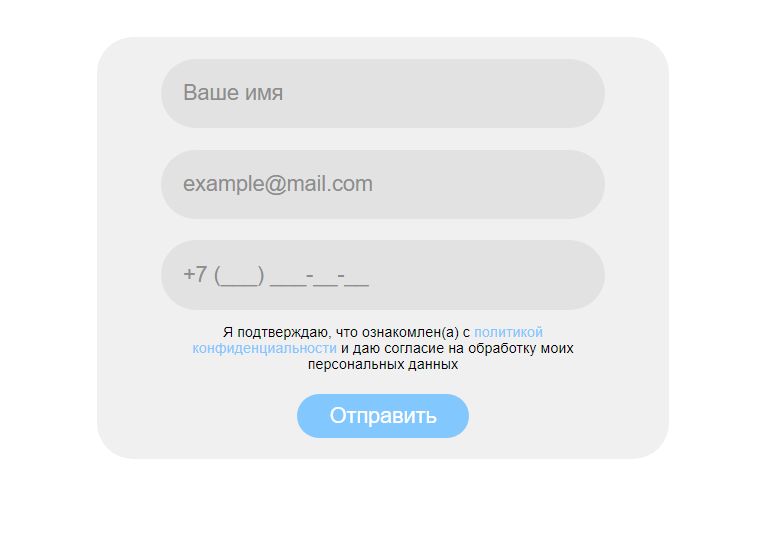 Ваше имя
example@mail.com
+7 (___) ___-__-__
Я подтверждаю, что ознакомлен(а) с политикой
конфиденциальности и даю согласие на обработку моих
персональных данных
Отправить